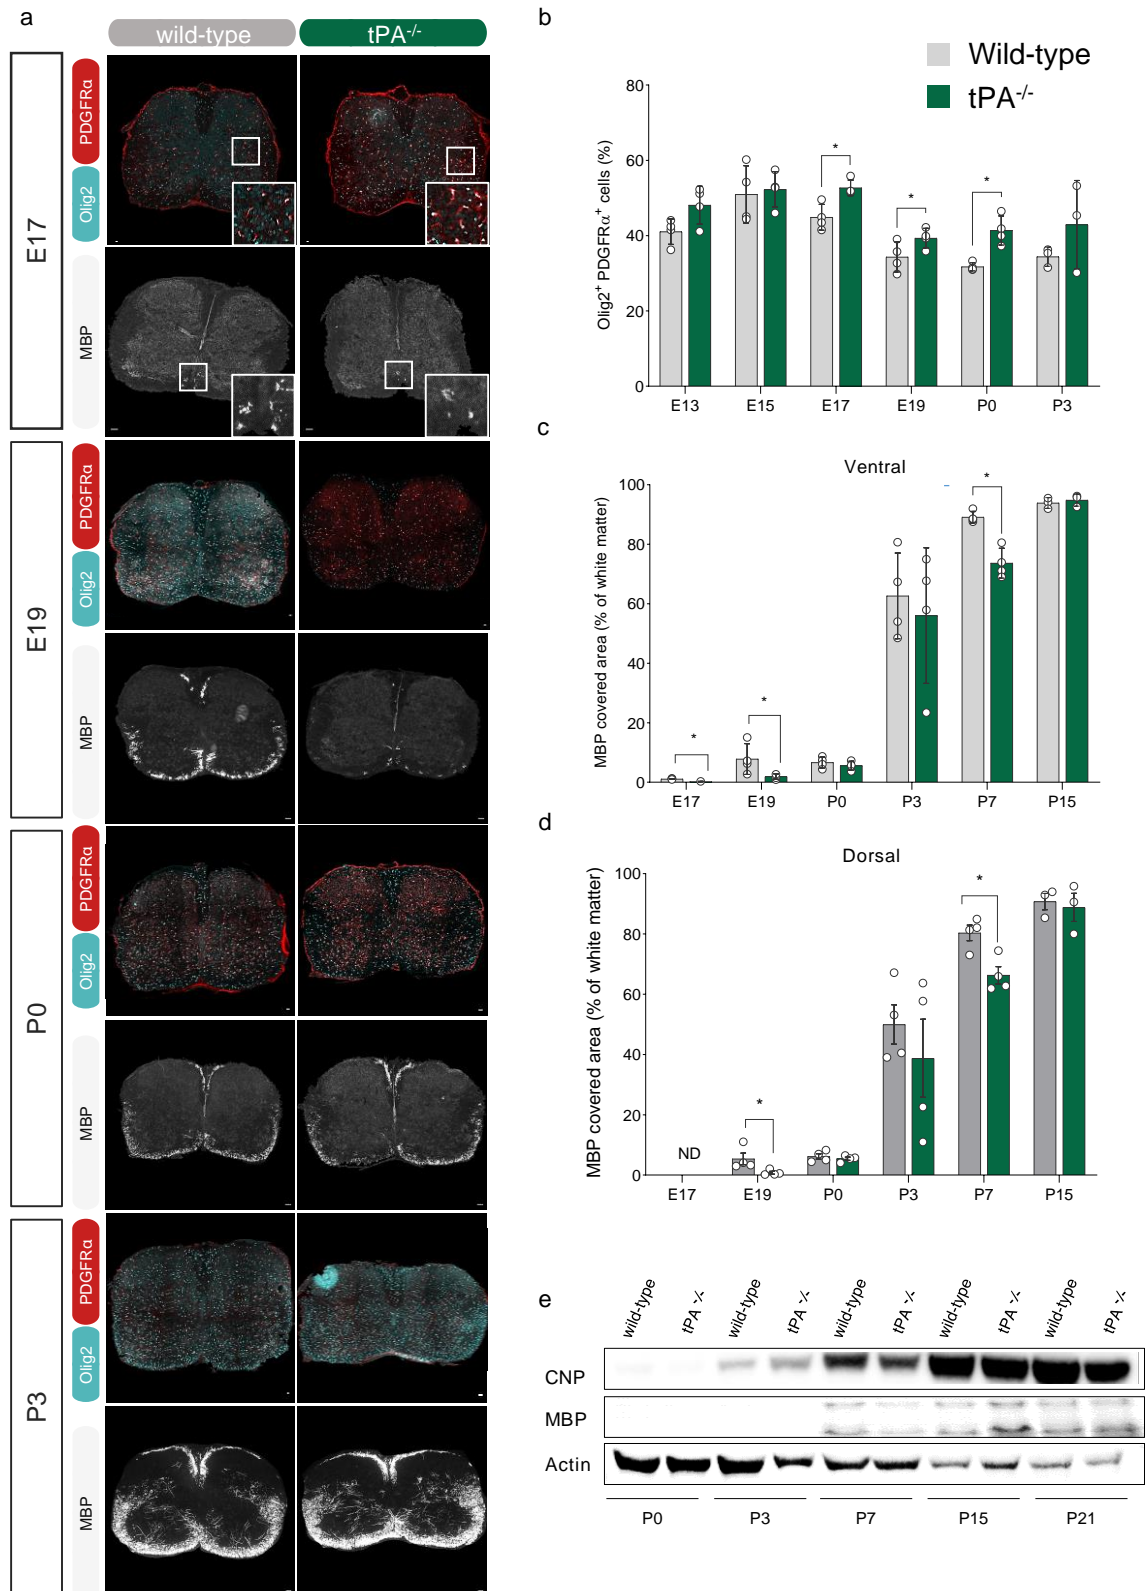 a
wild-type
tPA-/-
E17
PDGFRα
Olig2
MBP
E19
PDGFRα
Olig2
MBP
P0
PDGFRα
Olig2
MBP
P3
PDGFRα
Olig2
MBP
b
Wild-type
tPA-/-
Olig2+ PDGFRα+ cells (%)
80
60
40
20
0
*
*
*
E13 E15 E17 E19 P0 P3
c
Ventral
MBP covered area (% of white matter)
100
80
60
40
20
0
*
*
*
E17 E19 P0 P3 P7 P15
d
Dorsal
MBP covered area (% of white matter)
100
80
60
40
20
0
ND
*
*
E17 E19 P0 P3 P7 P15
e
wild-type tPA -/- wild-type tPA -/- wild-type tPA -/- wild-type tPA -/- wild-type tPA -/-
CNP
MBP
Actin
P0 P3 P7 P15 P21